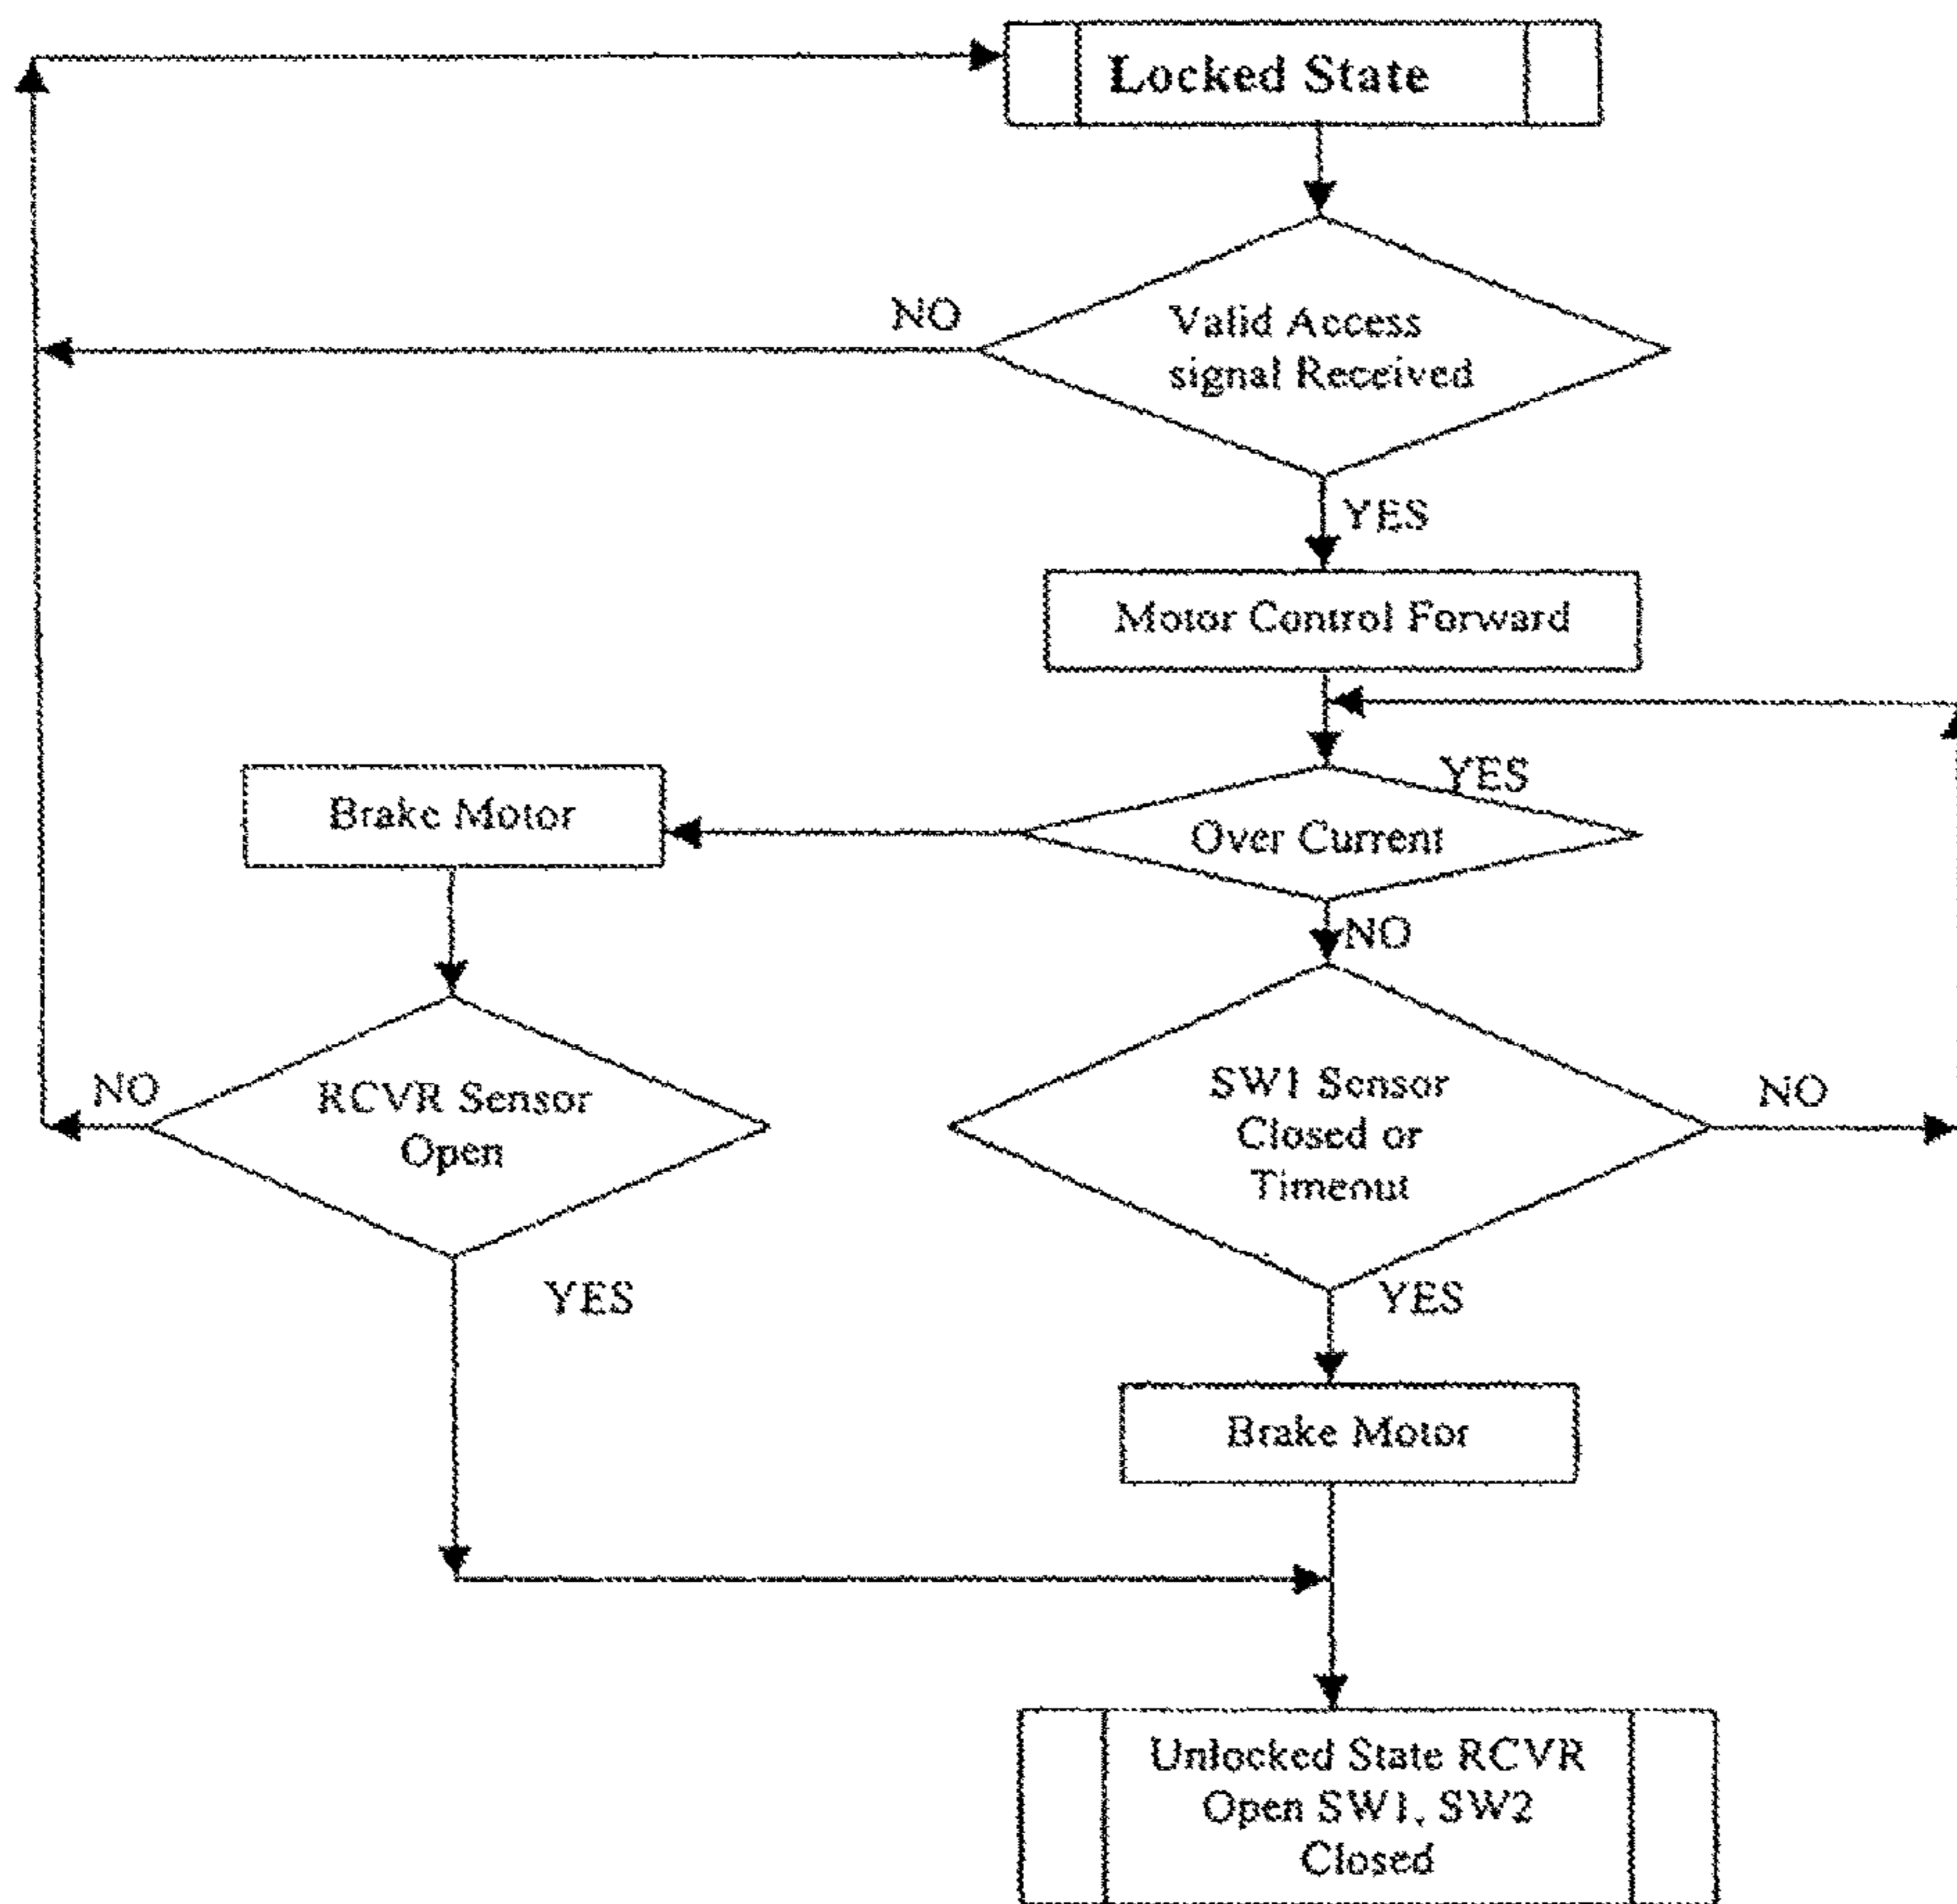 Locked State
NO
Valid Access
signal Received
YES
Motor Control Forward
YES
Brake Motor
Over Current
NO
NO
RCVR Sensor
Open
SW1 Sensor
Closed or
Timeout
NO
YES
YES
Brake Motor
Unlocked State RCVR
Open SW1, SW2
Closed